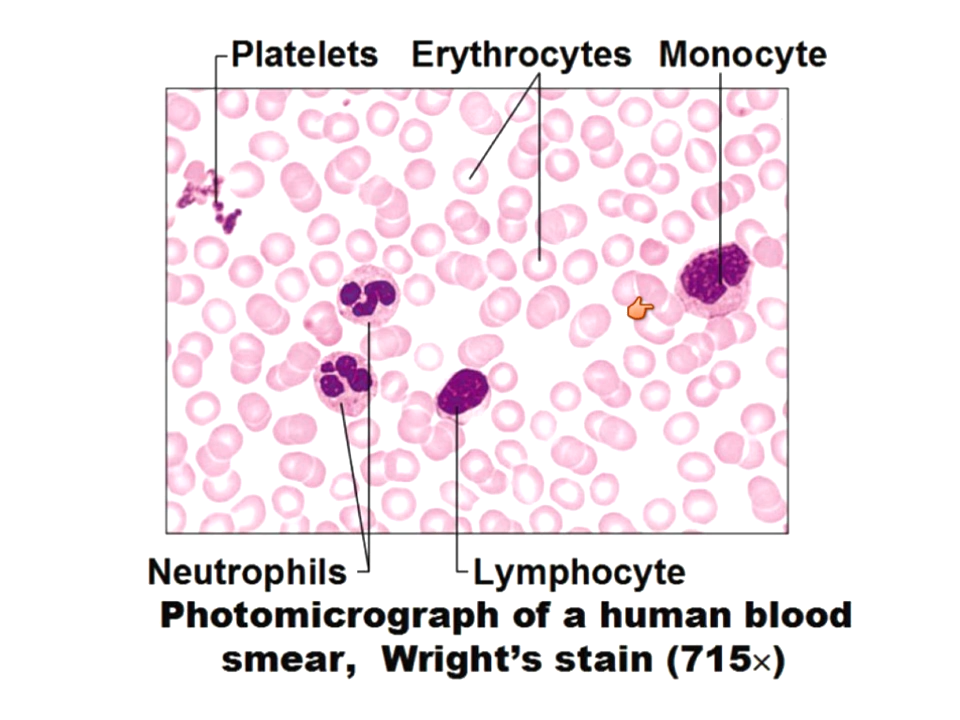 Platelets Erythrocytes Monocyte
Neutrophils Lymphocyte
Photomicrograph of a human blood
smear, Wright’s stain (715×)